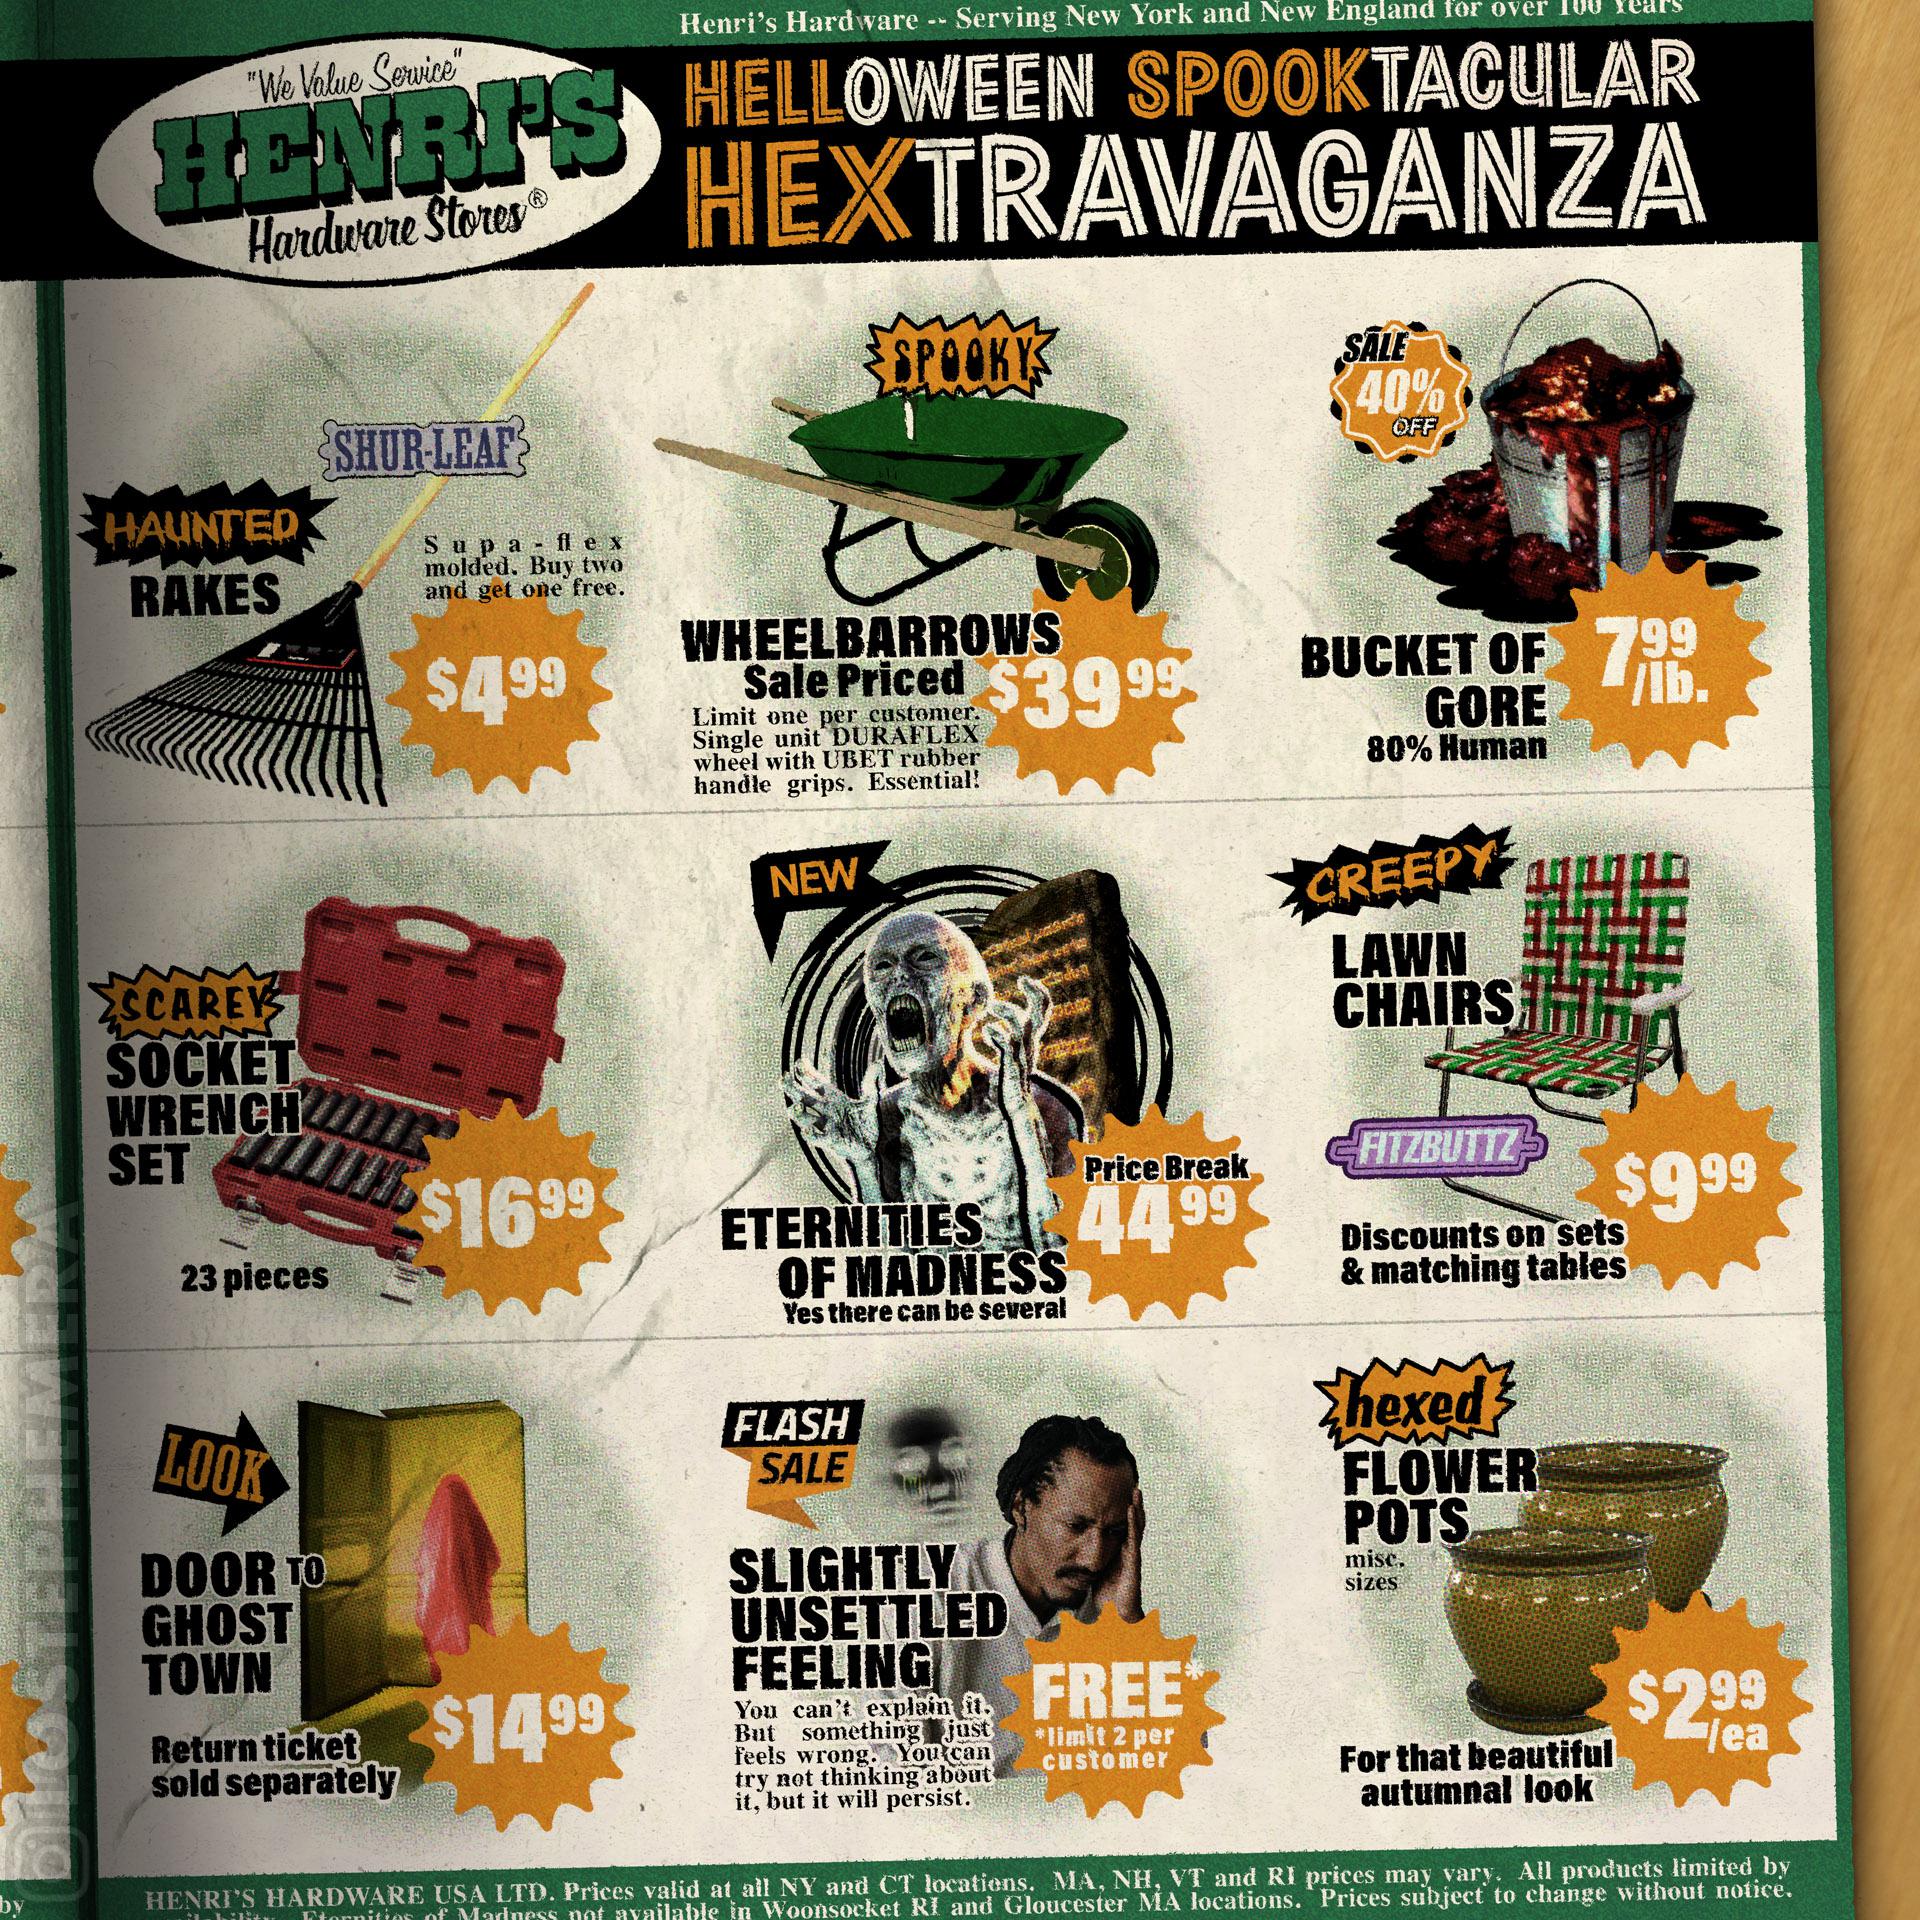 Henri's Hardware -- Serving New York and New England for over 100 Years
"We Value Service"
HENRI'S
Hardware Stores®
HELLOWEEN SPOOKTACULAR
HEXTRAVAGANZA
SHUR-LEAF
HAUNTED
RAKES
Supa-flex
molded. Buy two
and get one free.
$4.99
SPOOKY
WHEELBARROWS
Sale Priced
$39.99
Limit one per customer.
Single unit DURAFLEX
wheel with UBET rubber
handle grips. Essential!
SALE
40%
OFF
BUCKET OF
GORE
80% Human
7.99
/lb.
SCAREY
SOCKET
WRENCH
SET
23 pieces
$16.99
NEW
ETERNITIES
OF MADNESS
Yes there can be several
Price Break
44.99
CREEPY
LAWN
CHAIRS
FITZBUTTZ
$9.99
Discounts on sets
& matching tables
LOOK
DOOR TO
GHOST
TOWN
Return ticket
sold separately
$14.99
FLASH
SALE
SLIGHTLY
UNSETTLED
FEELING
You can't explain it.
But something just
feels wrong. You can
try not thinking about
it, but it will persist.
FREE*
*limit 2 per
customer
hexed
FLOWER
POTS
misc.
sizes
$2.99
/ea
For that beautiful
autumnal look
HENRI'S HARDWARE USA LTD. Prices valid at all NY and CT locations. MA, NH, VT and RI prices may vary. All products limited by
Eternities of Madness not available in Woonsocket RI and Gloucester MA locations. Prices subject to change without notice.
by
@LOSTEPHEMERA